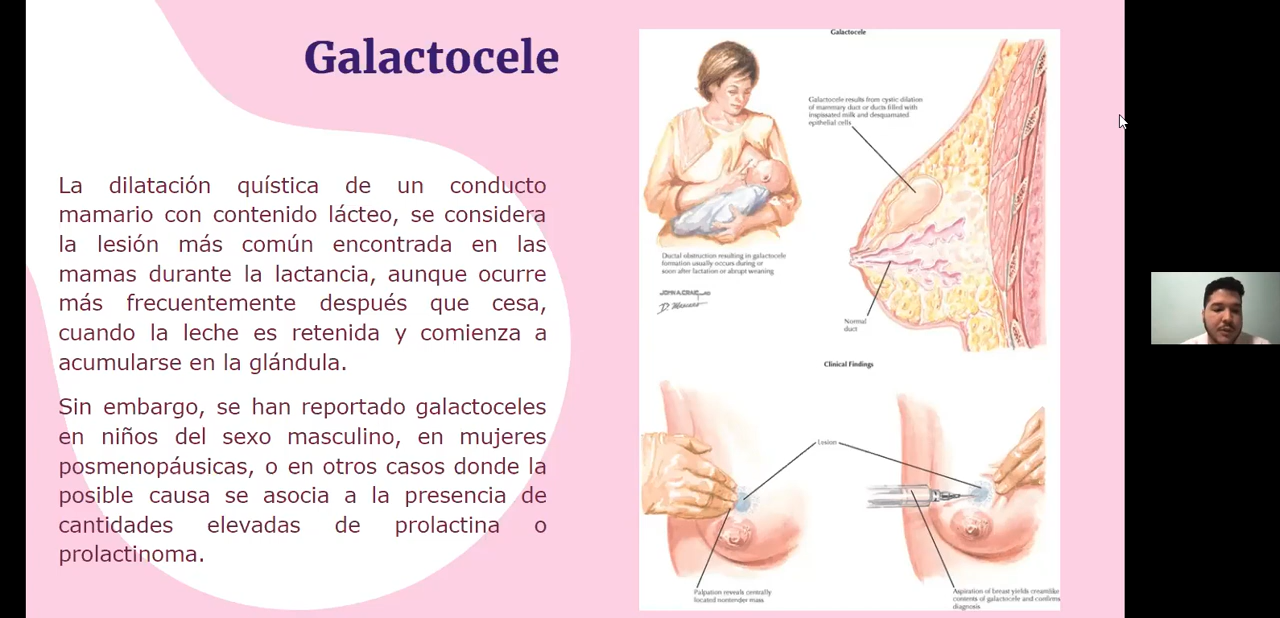 Galactocele
La dilatación quística de un conducto
mamario con contenido lácteo, se considera
la lesión más común encontrada en las
mamas durante la lactancia, aunque ocurre
más frecuentemente después que cesa,
cuando la leche es retenida y comienza a
acumularse en la glándula.
Sin embargo, se han reportado galactoceles
en niños del sexo masculino, en mujeres
posmenopáusicas, o en otros casos donde la
posible causa se asocia a la presencia de
cantidades elevadas de prolactina o
prolactinoma.
Galactocele
Galactocele results from cystic dilation
of mammary duct or ducts filled with
inspissated milk and desquamated
epithelial cells
Ductal obstruction resulting in galactocele
formation usually occurs during or
soon after lactation or abrupt weaning
JOHN A. CRAIG, MD
Normal
duct
Clinical Findings
Lesion
Palpation reveals centrally
located nontender mass
Aspiration of breast yields creamlike
contents of galactocele and confirms
diagnosis